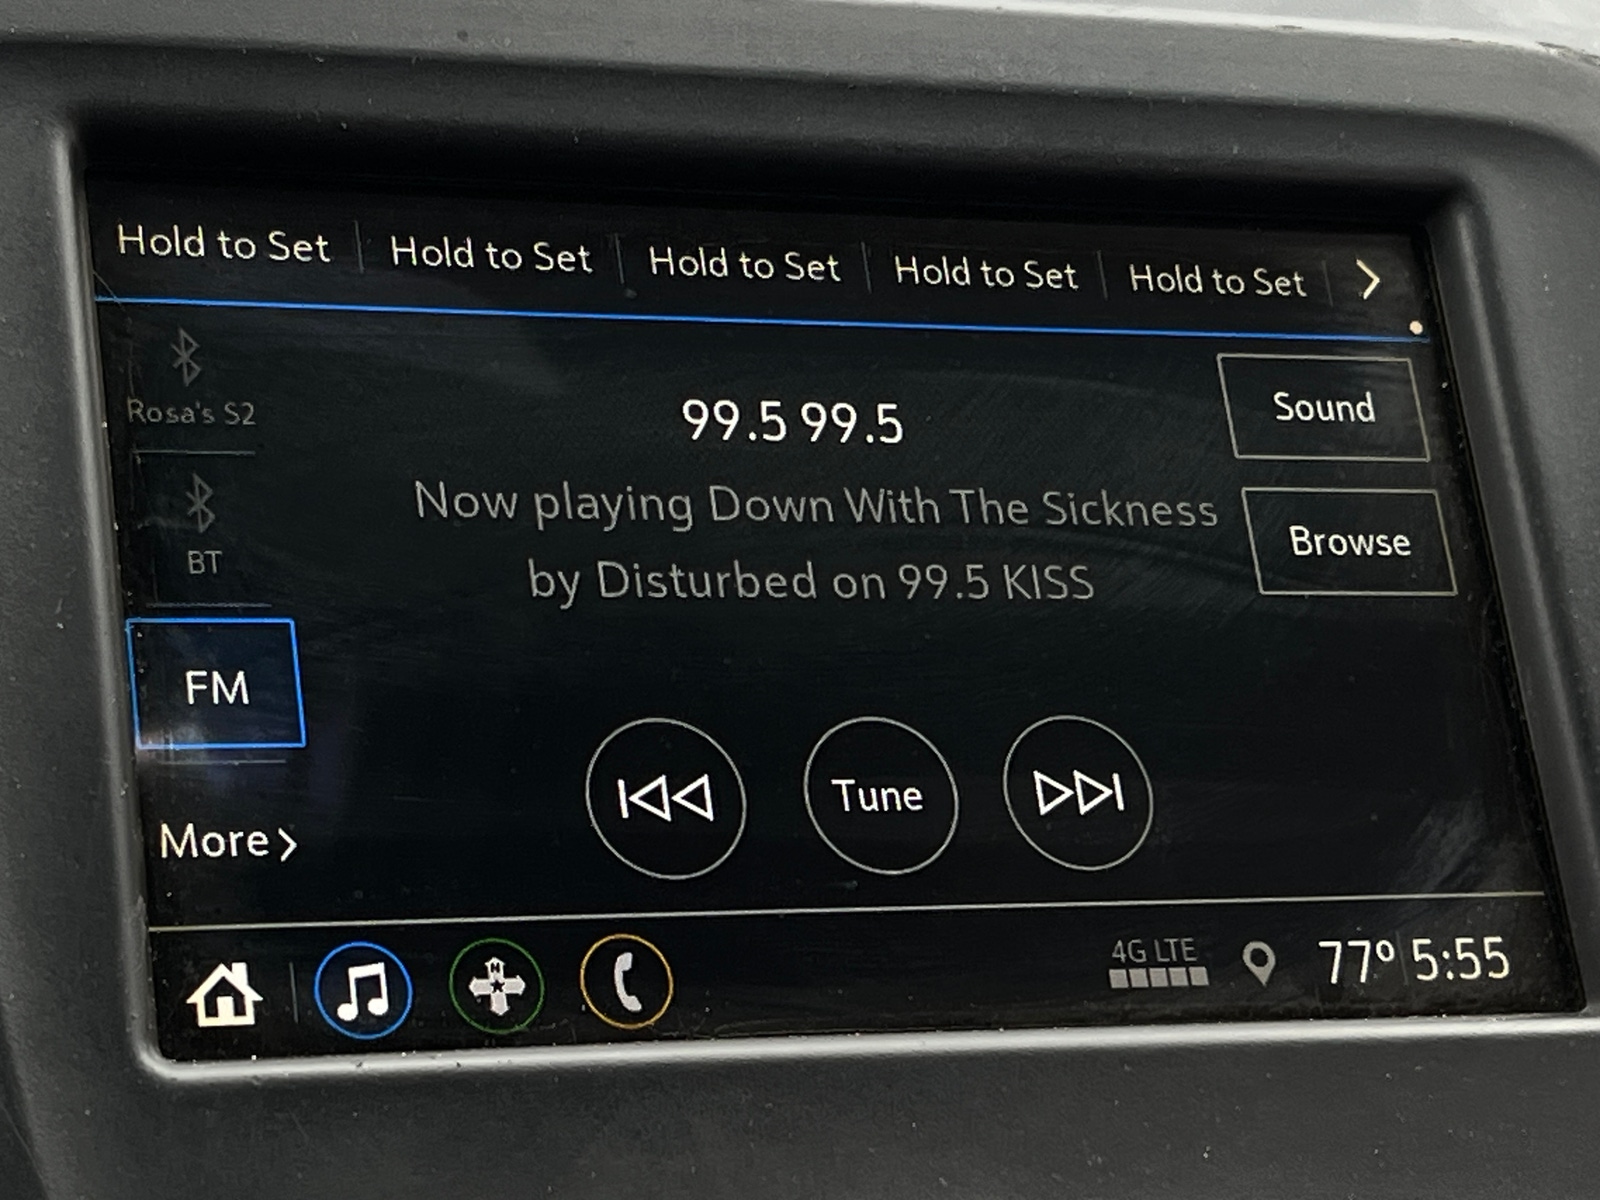 Hold to Set Hold to Set Hold to Set Hold to Set Hold to Set >
Rosa's S2
99.5 99.5
Sound
Now playing Down With The Sickness
by Disturbed on 99.5 KISS
Browse
BT
FM
Tune
More >
4G LTE
77° 5:55